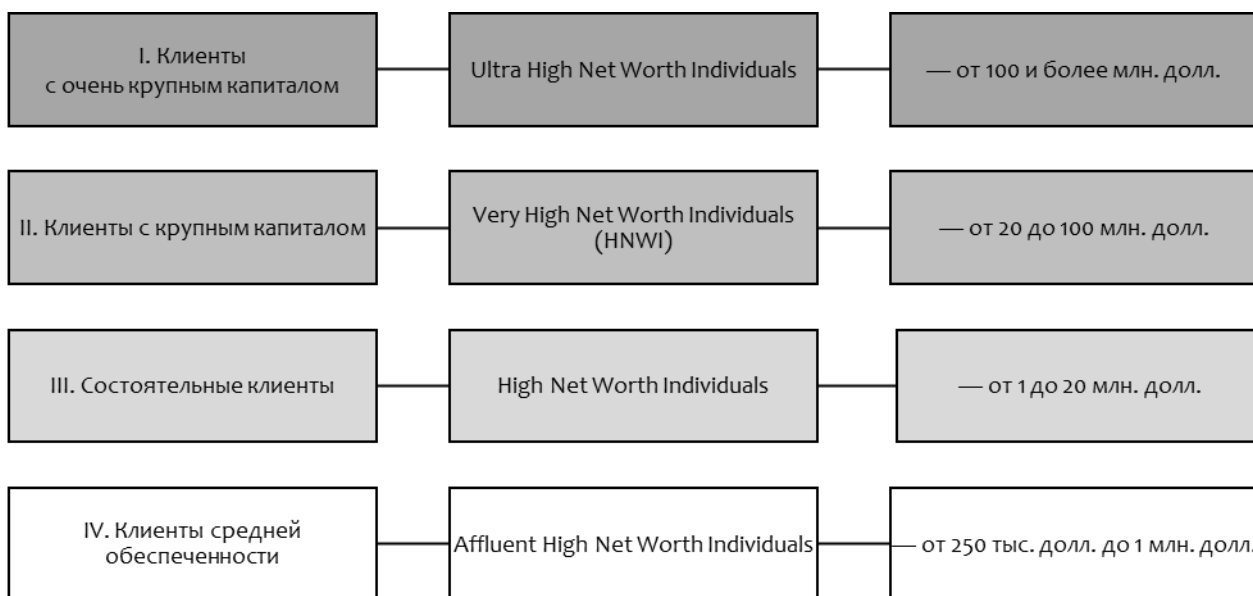 I. Клиенты
с очень крупным капиталом
Ultra High Net Worth Individuals
— от 100 и более млн. долл.
II. Клиенты с крупным капиталом
Very High Net Worth Individuals
(HNWI)
— от 20 до 100 млн. долл.
III. Состоятельные клиенты
High Net Worth Individuals
— от 1 до 20 млн. долл.
IV. Клиенты средней
обеспеченности
Affluent High Net Worth Individuals
— от 250 тыс. долл. до 1 млн. долл.